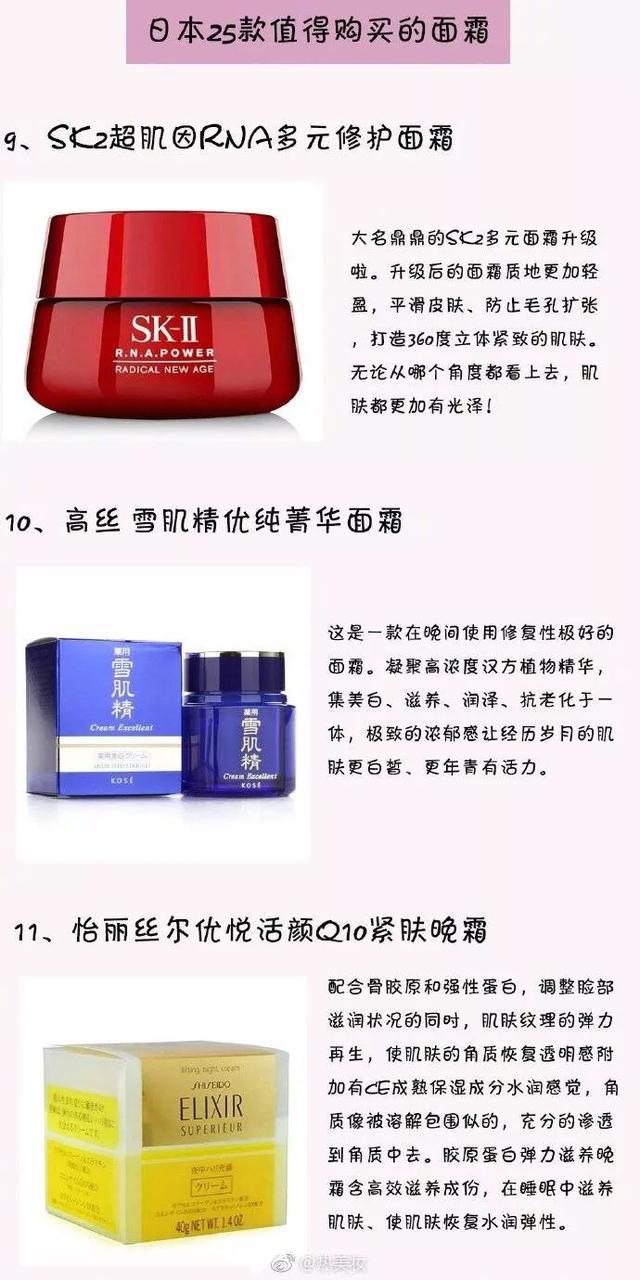 日本25款值得购买的面霜
9、SK2超肌因RNA多元修护面霜
SK-II
R.N.A.POWER
RADICAL NEW AGE
大名鼎鼎的SK2多元面霜升级
啦。升级后的面霜质地更加轻
盈，平滑皮肤、防止毛孔扩张
，打造360度立体紧致的肌肤。
无论从哪个角度都看上去，肌
肤都更加有光泽！
10、高丝 雪肌精优纯菁华面霜
薬用
雪肌精
Cream Excellent
薬用美白クリーム
KOSÉ
薬用
雪肌精
Cream Excellent
KOSÉ
这是一款在晚间使用修复性极好的
面霜。凝聚高浓度汉方植物精华，
集美白、滋养、润泽、抗老化于一
体，极致的浓郁感让经历岁月的肌
肤更白皙、更年青有活力。
11、怡丽丝尔优悦活颜Q10紧肤晚霜
lifting night cream
SHISEIDO
ELIXIR
SUPERIEUR
夜中ハリ充満
クリーム
40g NET WT. 1.4 OZ.
配合骨胶原和强性蛋白，调整脸部
滋润状况的同时，肌肤纹理的弹力
再生，使肌肤的角质恢复透明感附
加有CE成熟保湿成分水润感觉，角
质像被溶解包围似的，充分的渗透
到角质中去。胶原蛋白弹力滋养晚
霜含高效滋养成份，在睡眠中滋养
肌肤、使肌肤恢复水润弹性。
@热美妆